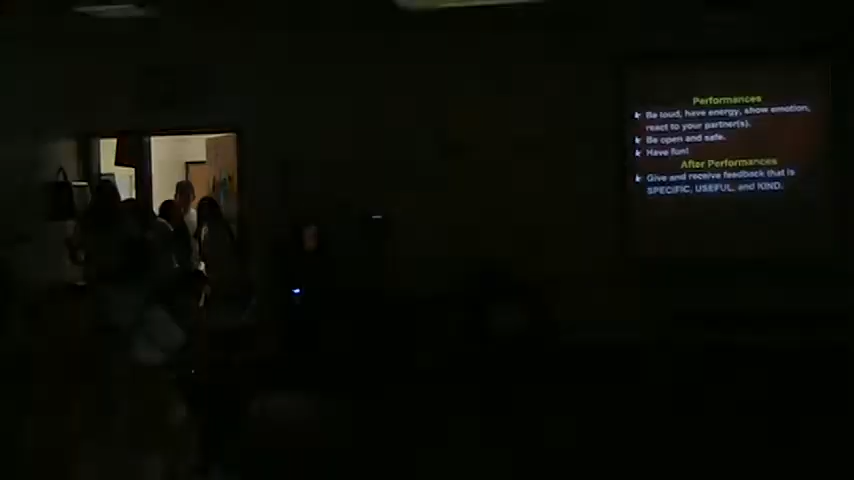 Performances
Be loud, have energy, show emotion,
react to your partner(s).
Be open and safe.
Have fun!
After Performances
Give and receive feedback that is
SPECIFIC, USEFUL, and KIND.